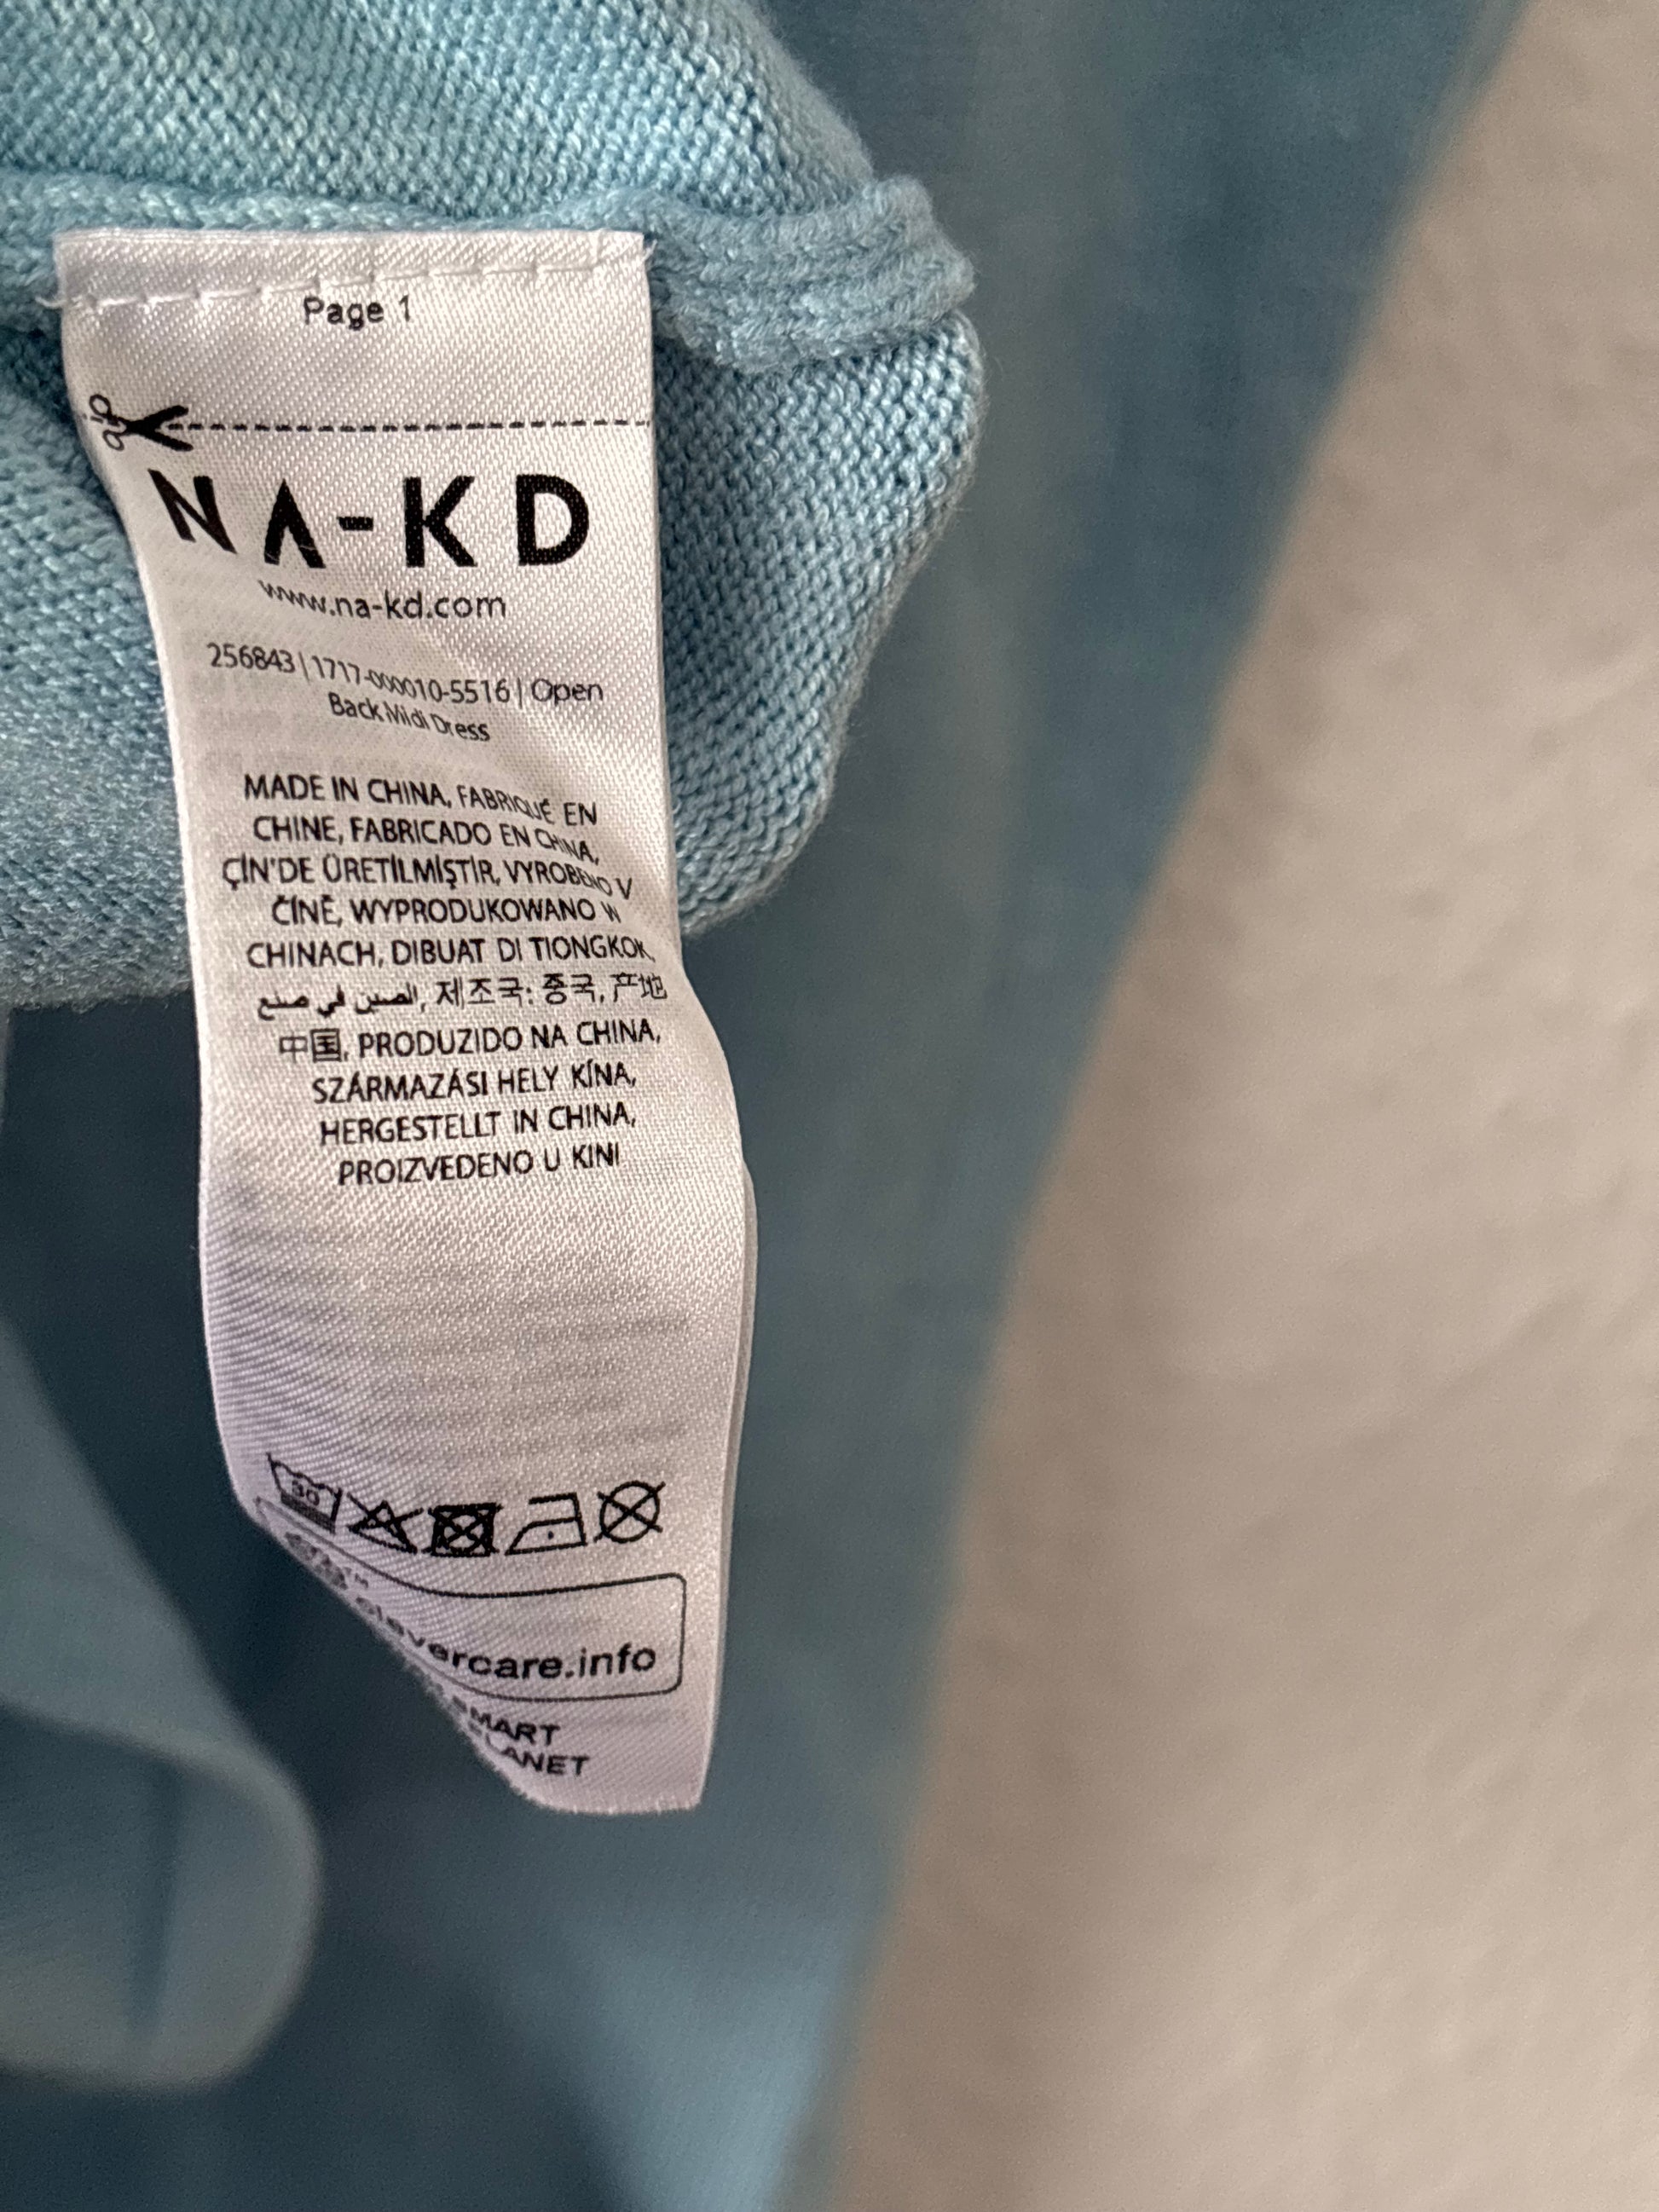 Page 1
NA-KD
www.na-kd.com
256843 | 1717-000010-5516 | Open
Back Midi Dress
MADE IN CHINA, FABRIQUÉ EN
CHINE, FABRICADO EN CHINA,
ÇİN'DE ÜRETİLMİŞTİR, VYROBENO V
ČÍNĚ, WYPRODUKOWANO W
CHINACH, DIBUAT DI TIONGKOK,
الصين في صنع, 제조국: 중국, 产地
中国, PRODUZIDO NA CHINA,
SZÁRMAZÁSI HELY KÍNA,
HERGESTELLT IN CHINA,
PROIZVEDENO U KINI
30
clevercare.info
SMART
PLANET